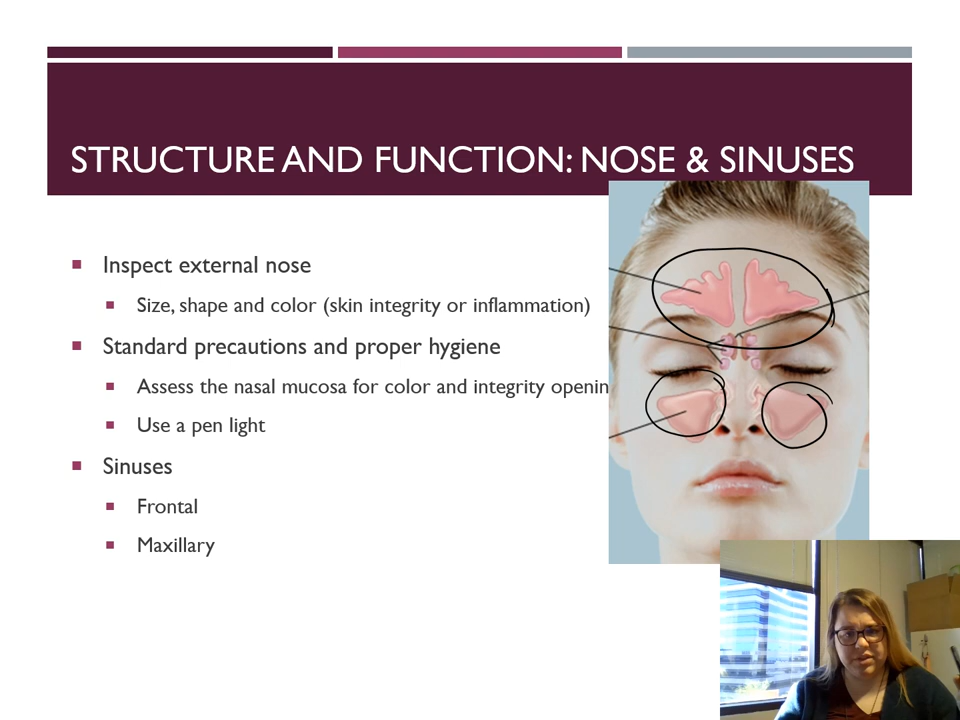 STRUCTURE AND FUNCTION: NOSE & SINUSES
Inspect external nose
Size, shape and color (skin integrity or inflammation)
Standard precautions and proper hygiene
Assess the nasal mucosa for color and integrity openin
Use a pen light
Sinuses
Frontal
Maxillary